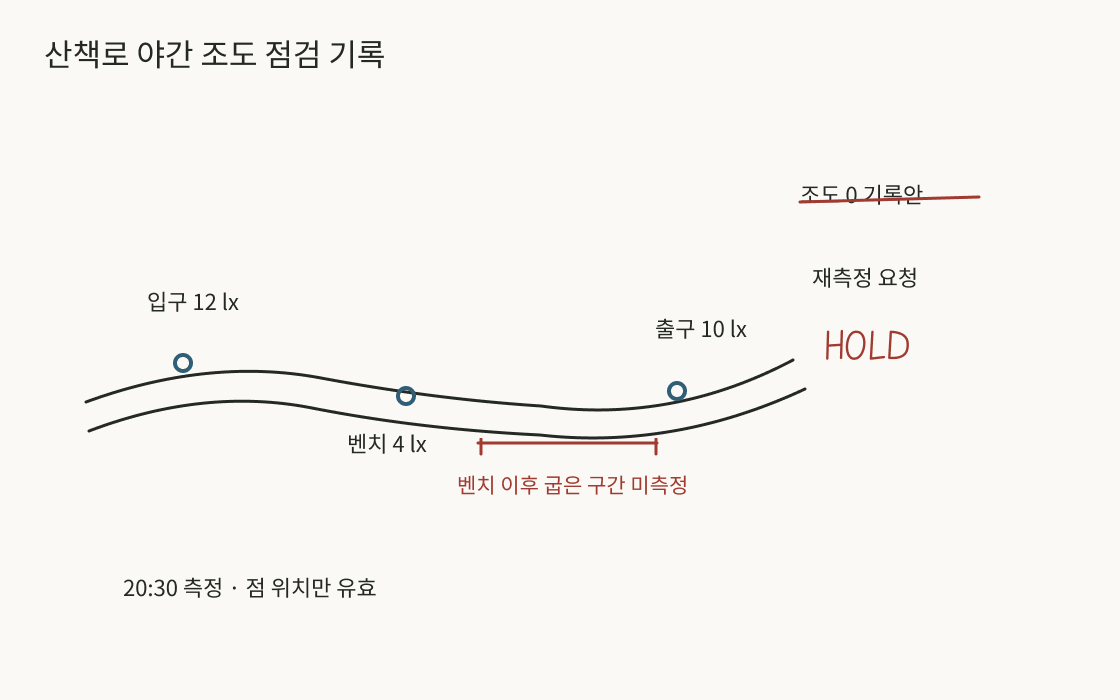 산책로 야간 조도 점검 기록
조도 0 기록안
재측정 요청
입구 12 lx
출구 10 lx
HOLD
벤치 4 lx
벤치 이후 굽은 구간 미측정
20:30 측정 · 점 위치만 유효